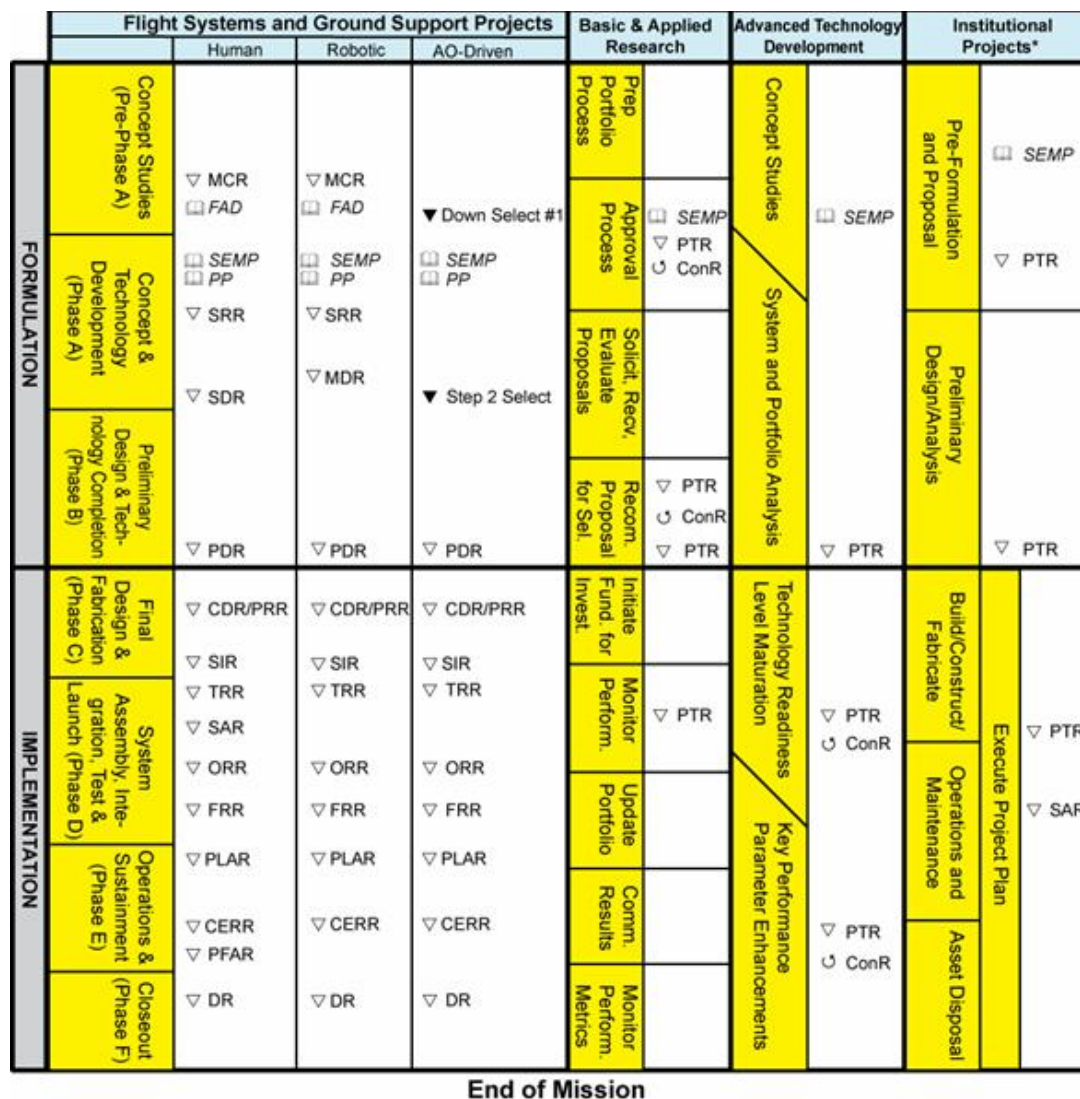 Flight Systems and Ground Support Projects
Human
Robotic
AO-Driven
Basic & Applied
Research
Advanced Technology
Development
Institutional
Projects*
FORMULATION
Concept Studies
(Pre-Phase A)
▽ MCR
FAD
▽ MCR
FAD
▼ Down Select #1
Concept &
Technology
Development
(Phase A)
SEMP
PP
▽ SRR
▽ SDR
SEMP
PP
▽ SRR
▽ MDR
SEMP
PP
▼ Step 2 Select
Preliminary
Design & Tech-
nology Completion
(Phase B)
▽ PDR
▽ PDR
▽ PDR
Prep
Portfolio
Process
Approval
Process
SEMP
▽ PTR
↺ ConR
Solicit, Recv,
Evaluate
Proposals
Recom.
Proposal
for Sel.
▽ PTR
↺ ConR
▽ PTR
Concept Studies
SEMP
System and Portfolio Analysis
▽ PTR
Pre-Formulation
and Proposal
SEMP
▽ PTR
Preliminary
Design/Analysis
▽ PTR
IMPLEMENTATION
Final
Design &
Fabrication
(Phase C)
▽ CDR/PRR
▽ SIR
▽ CDR/PRR
▽ SIR
▽ CDR/PRR
▽ SIR
System
Assembly, Inte-
gration, Test &
Launch (Phase D)
▽ TRR
▽ SAR
▽ ORR
▽ FRR
▽ TRR
▽ ORR
▽ FRR
▽ TRR
▽ ORR
▽ FRR
Operations &
Sustainment
(Phase E)
▽ PLAR
▽ CERR
▽ PFAR
▽ PLAR
▽ CERR
▽ PLAR
▽ CERR
Closeout
(Phase F)
▽ DR
▽ DR
▽ DR
Initiate
Fund. for
Invest.
Monitor
Perform.
▽ PTR
Update
Portfolio
Comm.
Results
Monitor
Perform.
Metrics
Technology Readiness
Level Maturation
▽ PTR
↺ ConR
Key Performance
Parameter Enhancements
▽ PTR
↺ ConR
Build/Construct/
Fabricate
Operations and
Maintenance
Asset Disposal
Execute Project Plan
▽ PTR
▽ SAR
End of Mission